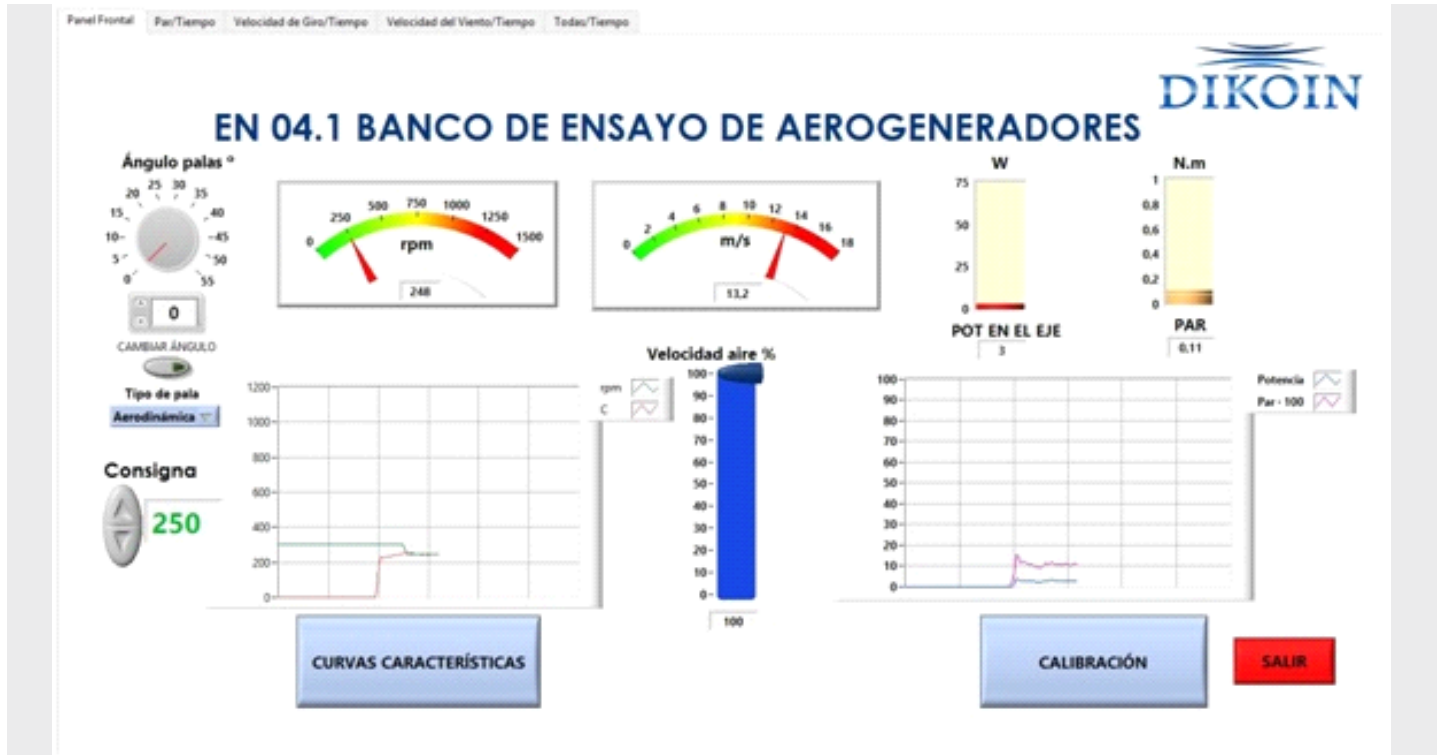 Panel Frontal Par/Tiempo Velocidad de Giro/Tiempo Velocidad del Viento/Tiempo Todas/Tiempo
DIKOIN
EN 04.1 BANCO DE ENSAYO DE AEROGENERADORES
Ángulo palas º
0 5 10 15 20 25 30 35 40 45 50 55
0
CAMBIAR ÁNGULO
Tipo de pala
Aerodinámica
Consigna
250
0 250 500 750 1000 1250 1500
rpm
248
0 2 4 6 8 10 12 14 16 18
m/s
13,2
W
75
50
25
0
POT EN EL EJE
3
N.m
1
0.8
0.6
0.4
0.2
0
PAR
0,11
1200
1000
800
600
400
200
0
rpm
C
Velocidad aire %
100
90
80
70
60
50
40
30
20
10
0
100
100
90
80
70
60
50
40
30
20
10
0
Potencia
Par - 100
CURVAS CARACTERÍSTICAS
CALIBRACIÓN
SALIR